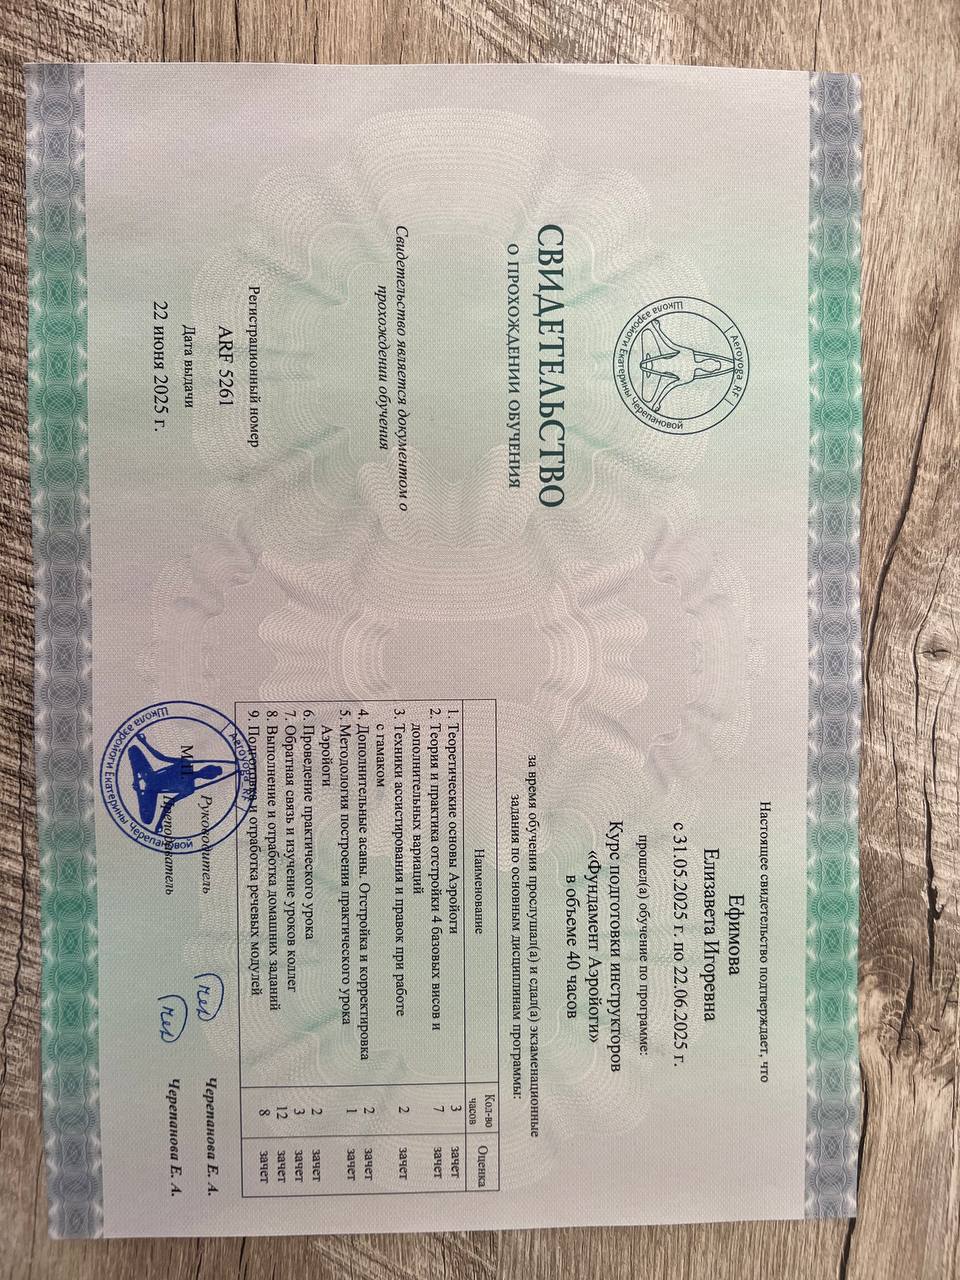 Aeroyoga RF
Школа аэройоги Екатерины Черепановой
СВИДЕТЕЛЬСТВО
О ПРОХОЖДЕНИИ ОБУЧЕНИЯ
Свидетельство является документом о
прохождении обучения
Регистрационный номер
ARF 5261
Дата выдачи
22 июня 2025 г.
Настоящее свидетельство подтверждает, что
Ефимова
Елизавета Игоревна
с 31.05.2025 г. по 22.06.2025 г.
прошел(а) обучение по программе:
Курс подготовки инструкторов
«Фундамент Аэройоги»
в объеме 40 часов
за время обучения прослушал(а) и сдал(а) экзаменационные
задания по основным дисциплинам программы:
Наименование Кол-во часов Оценка
1. Теоретические основы Аэройоги 3 зачет
2. Теория и практика отстройки 4 базовых висов и 7 зачет
дополнительных вариаций
3. Техники ассистирования и правок при работе 2 зачет
с гамаком
4. Дополнительные асаны. Отстройка и корректировка 2 зачет
5. Методология построения практического урока 1 зачет
Аэройоги
6. Проведение практического урока 2 зачет
7. Обратная связь и изучение уроков коллег 3 зачет
8. Выполнение и отработка домашних заданий 12 зачет
9. Подготовка и отработка речевых модулей 8 зачет
Руководитель Черепанова Е. А.
М.П.
Преподаватель Черепанова Е. А.
Aeroyoga RF
Школа аэройоги Екатерины Черепановой